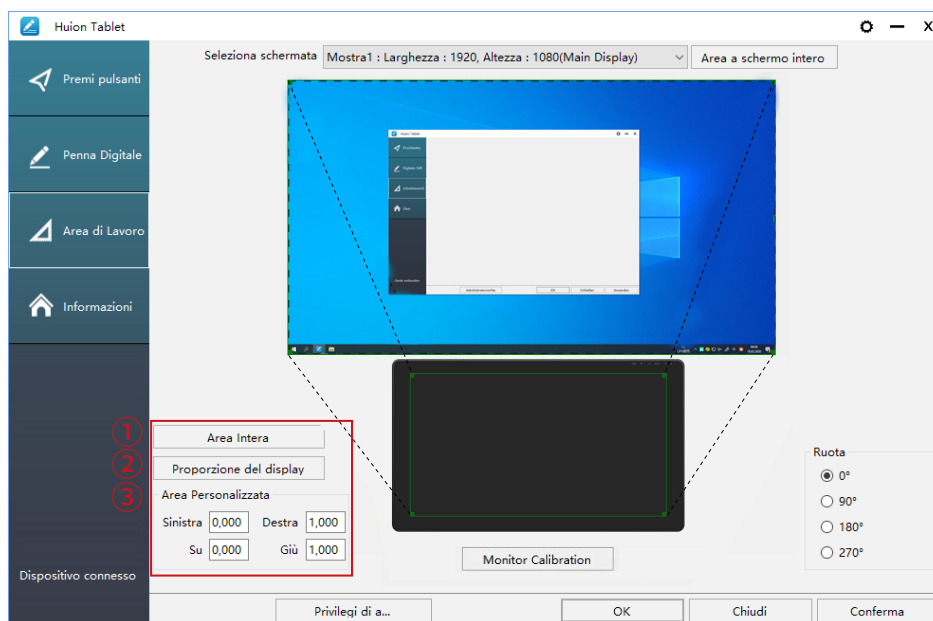 Huion Tablet
Seleziona schermata Mostra1 : Larghezza : 1920, Altezza : 1080(Main Display) Area a schermo intero
Premi pulsanti
Penna Digitale
Area di Lavoro
Informazioni
Huion Tablet
① Area Intera
② Proporzione del display
③ Area Personalizzata
Sinistra 0,000 Destra 1,000
Su 0,000 Giù 1,000
Ruota
0°
90°
180°
270°
Monitor Calibration
Dispositivo connesso
Privilegi di a... OK Chiudi Conferma